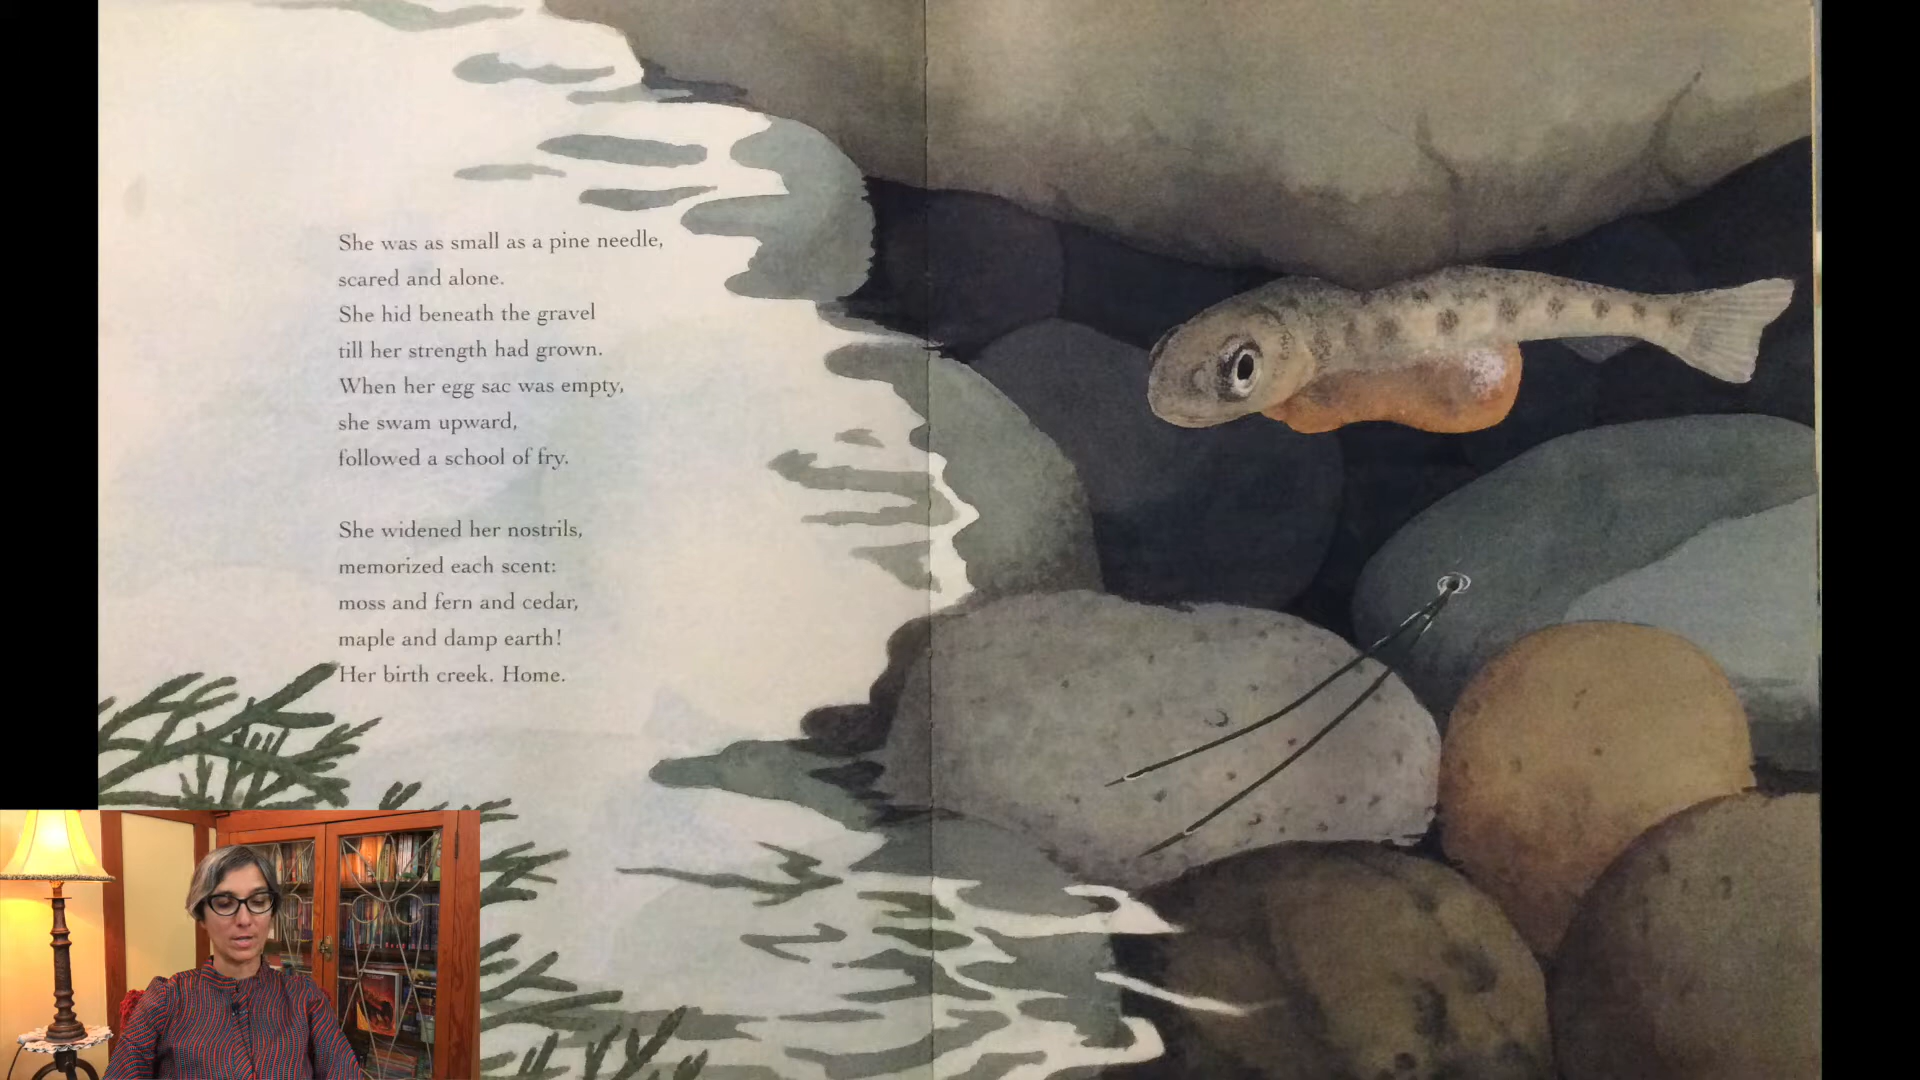 She was as small as a pine needle,
scared and alone.
She hid beneath the gravel
till her strength had grown.
When her egg sac was empty,
she swam upward,
followed a school of fry.
She widened her nostrils,
memorized each scent:
moss and fern and cedar,
maple and damp earth!
Her birth creek. Home.